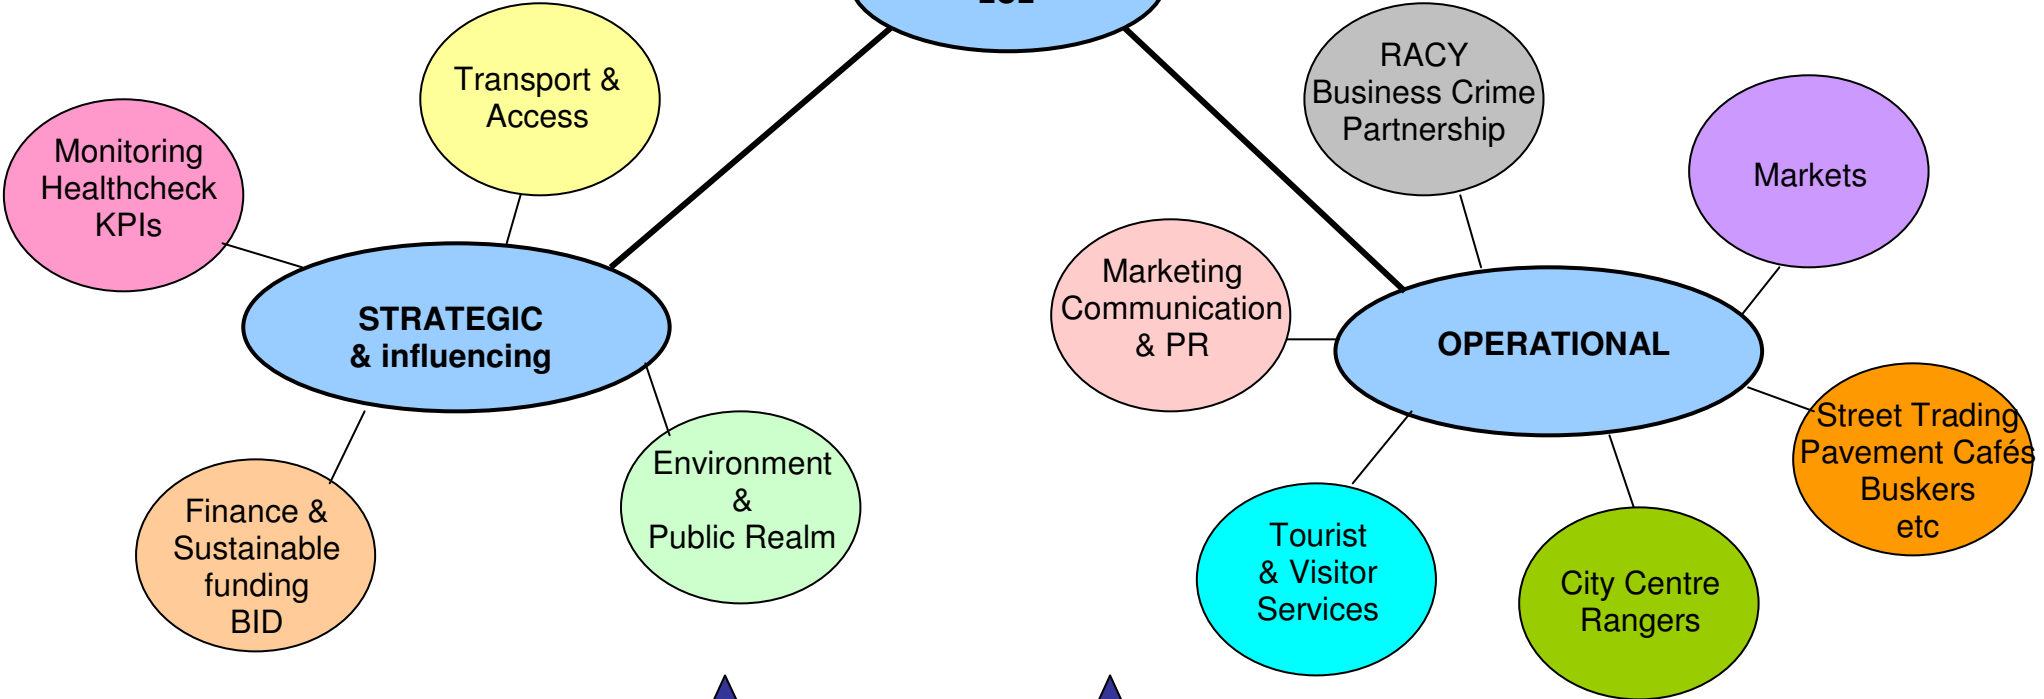 Transport &
Access
Monitoring
Healthcheck
KPIs
STRATEGIC
& influencing
Finance &
Sustainable
funding
BID
Environment
&
Public Realm
RACY
Business Crime
Partnership
Markets
Marketing
Communication
& PR
OPERATIONAL
Street Trading
Pavement Cafés
Buskers
etc
Tourist
& Visitor
Services
City Centre
Rangers